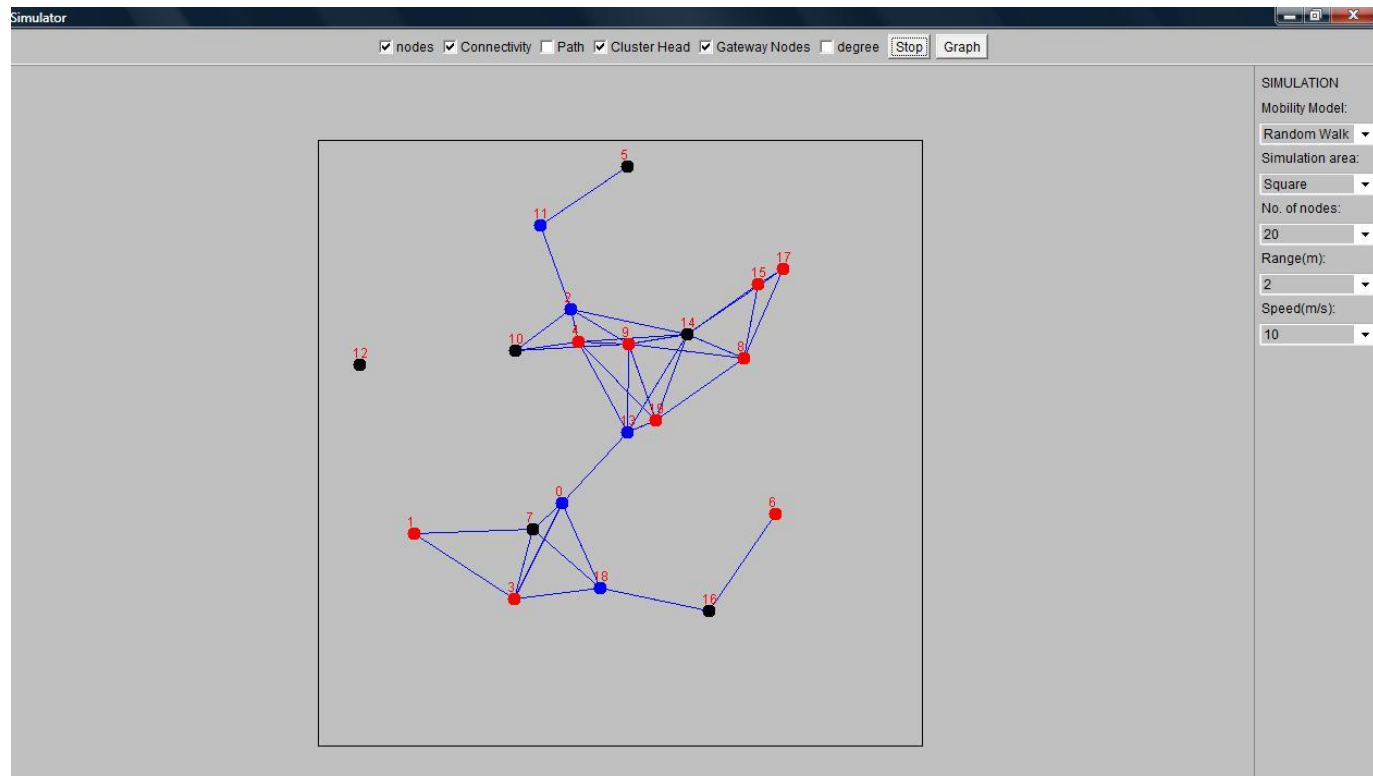 Simulator
nodes Connectivity Path Cluster Head Gateway Nodes degree Stop Graph
SIMULATION
Mobility Model:
Random Walk
Simulation area:
Square
No. of nodes:
20
Range(m):
2
Speed(m/s):
10
5
11
17
15
2
14
4
9
10
8
12
19
13
0
6
7
1
18
3
16